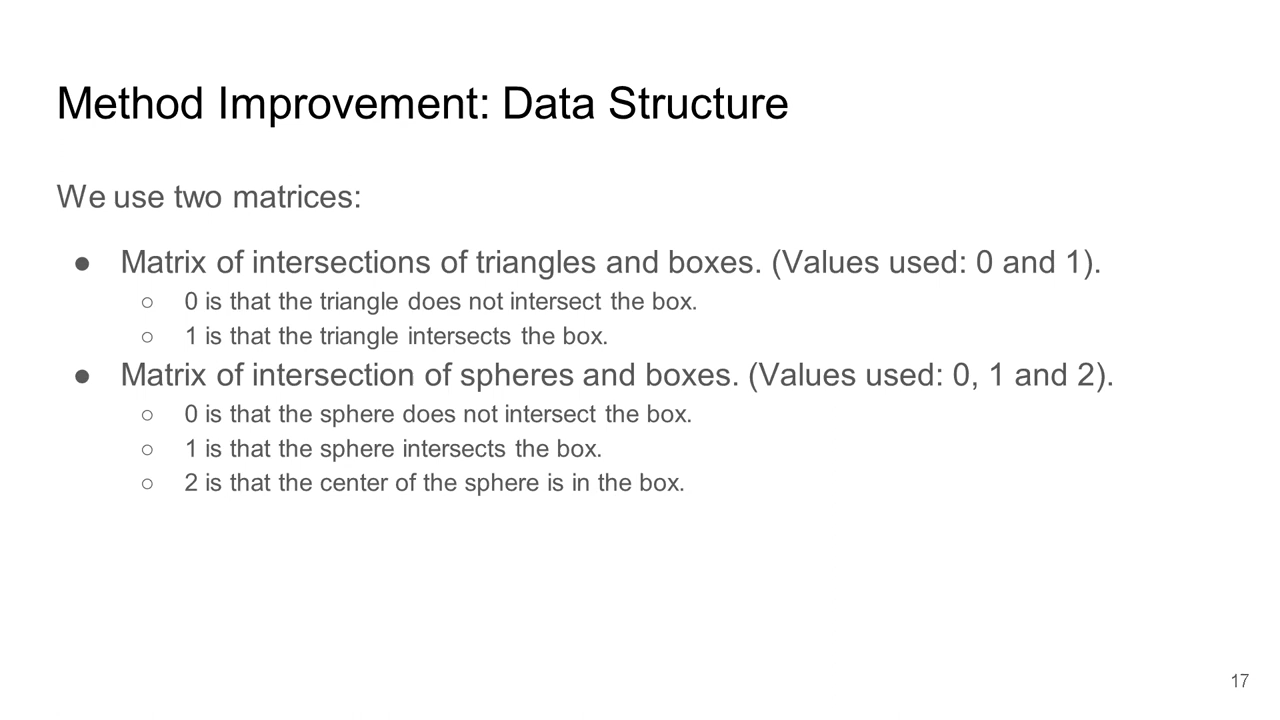 Method Improvement: Data Structure
We use two matrices:
● Matrix of intersections of triangles and boxes. (Values used: 0 and 1).
○ 0 is that the triangle does not intersect the box.
○ 1 is that the triangle intersects the box.
● Matrix of intersection of spheres and boxes. (Values used: 0, 1 and 2).
○ 0 is that the sphere does not intersect the box.
○ 1 is that the sphere intersects the box.
○ 2 is that the center of the sphere is in the box.
17